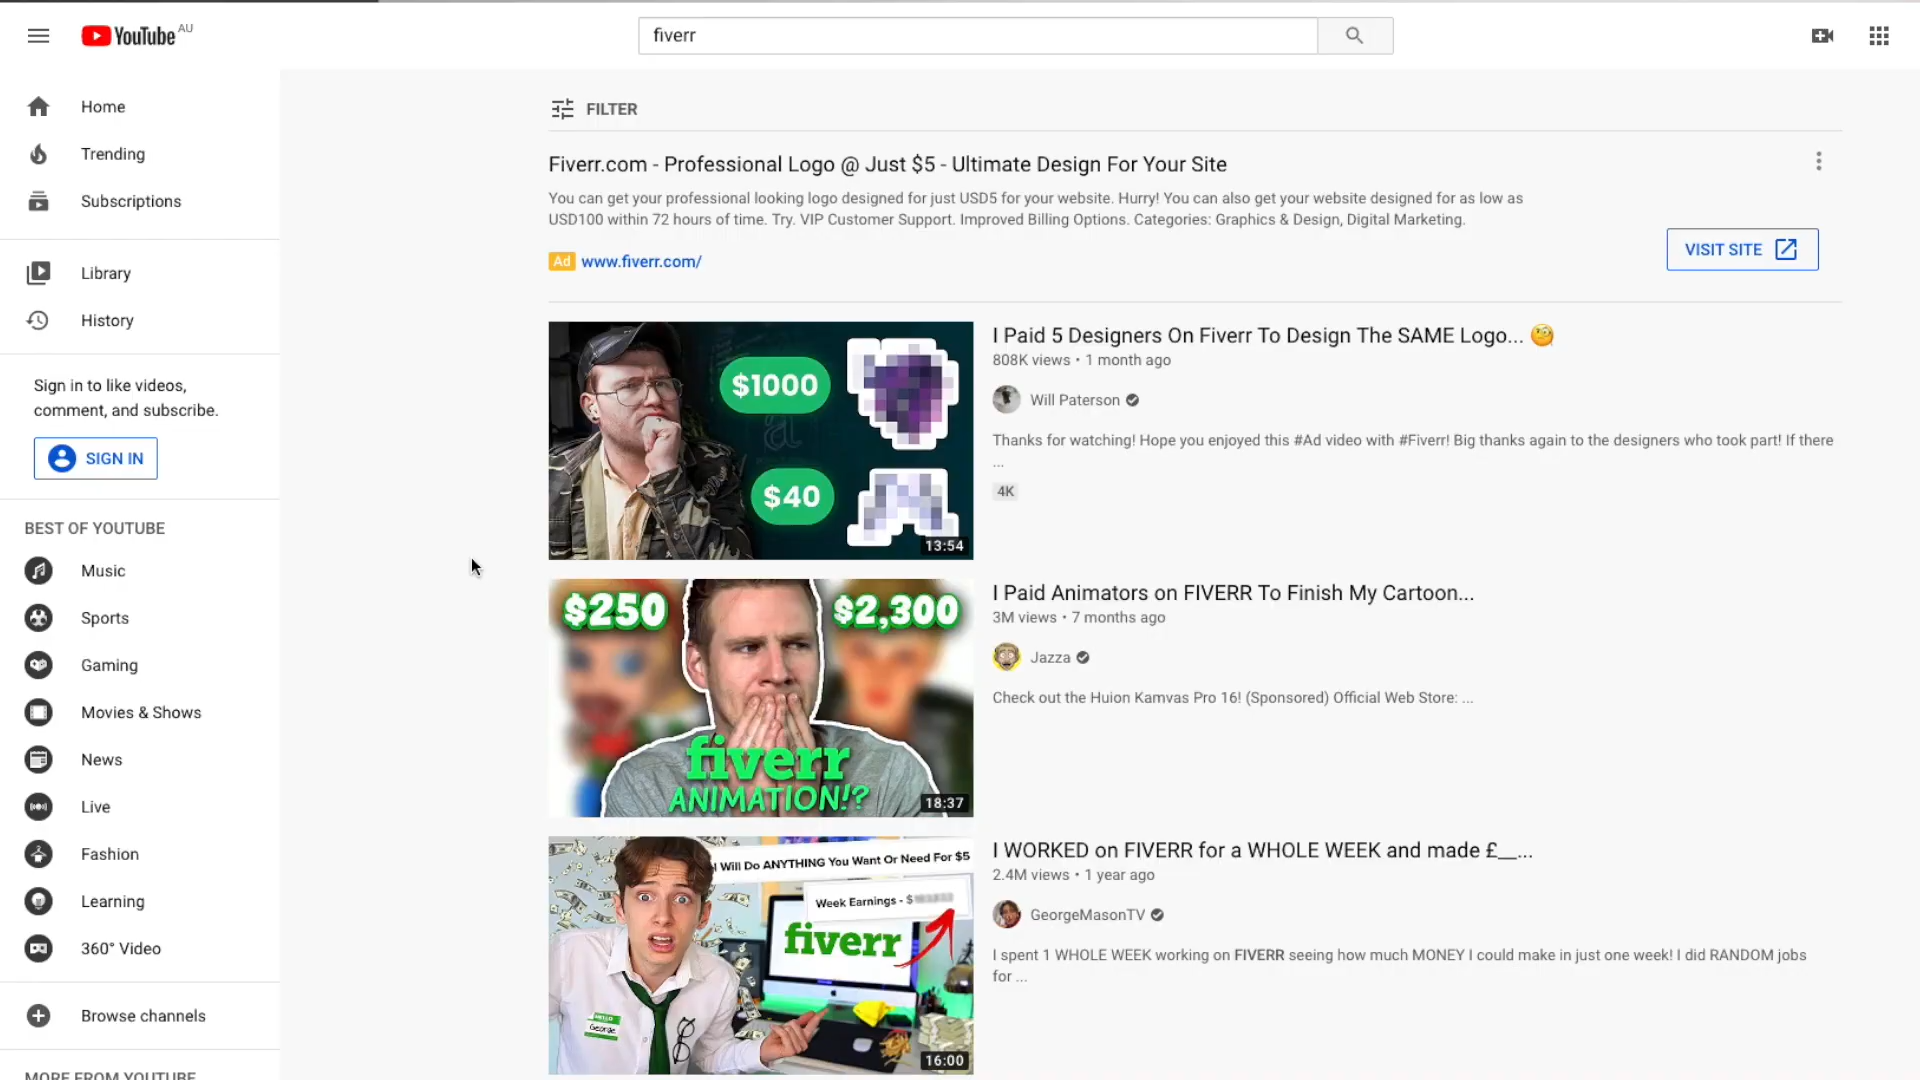 YouTube AU
fiverr
Home
Trending
Subscriptions
Library
History
Sign in to like videos,
comment, and subscribe.
SIGN IN
BEST OF YOUTUBE
Music
Sports
Gaming
Movies & Shows
News
Live
Fashion
Learning
360° Video
Browse channels
MORE FROM YOUTUBE
FILTER
Fiverr.com - Professional Logo @ Just $5 - Ultimate Design For Your Site
You can get your professional looking logo designed for just USD5 for your website. Hurry! You can also get your website designed for as low as
USD100 within 72 hours of time. Try. VIP Customer Support. Improved Billing Options. Categories: Graphics & Design, Digital Marketing.
Ad www.fiverr.com/
VISIT SITE
$1000
$40
13:54
I Paid 5 Designers On Fiverr To Design The SAME Logo... 🧐
808K views • 1 month ago
Will Paterson
Thanks for watching! Hope you enjoyed this #Ad video with #Fiverr! Big thanks again to the designers who took part! If there
...
4K
$250
$2,300
fiverr
ANIMATION!?
18:37
I Paid Animators on FIVERR To Finish My Cartoon...
3M views • 7 months ago
Jazza
Check out the Huion Kamvas Pro 16! (Sponsored) Official Web Store: ...
I Will Do ANYTHING You Want Or Need For $5
Week Earnings - $
fiverr
HELLO
George
16:00
I WORKED on FIVERR for a WHOLE WEEK and made £__...
2.4M views • 1 year ago
GeorgeMasonTV
I spent 1 WHOLE WEEK working on FIVERR seeing how much MONEY I could make in just one week! I did RANDOM jobs
for ...